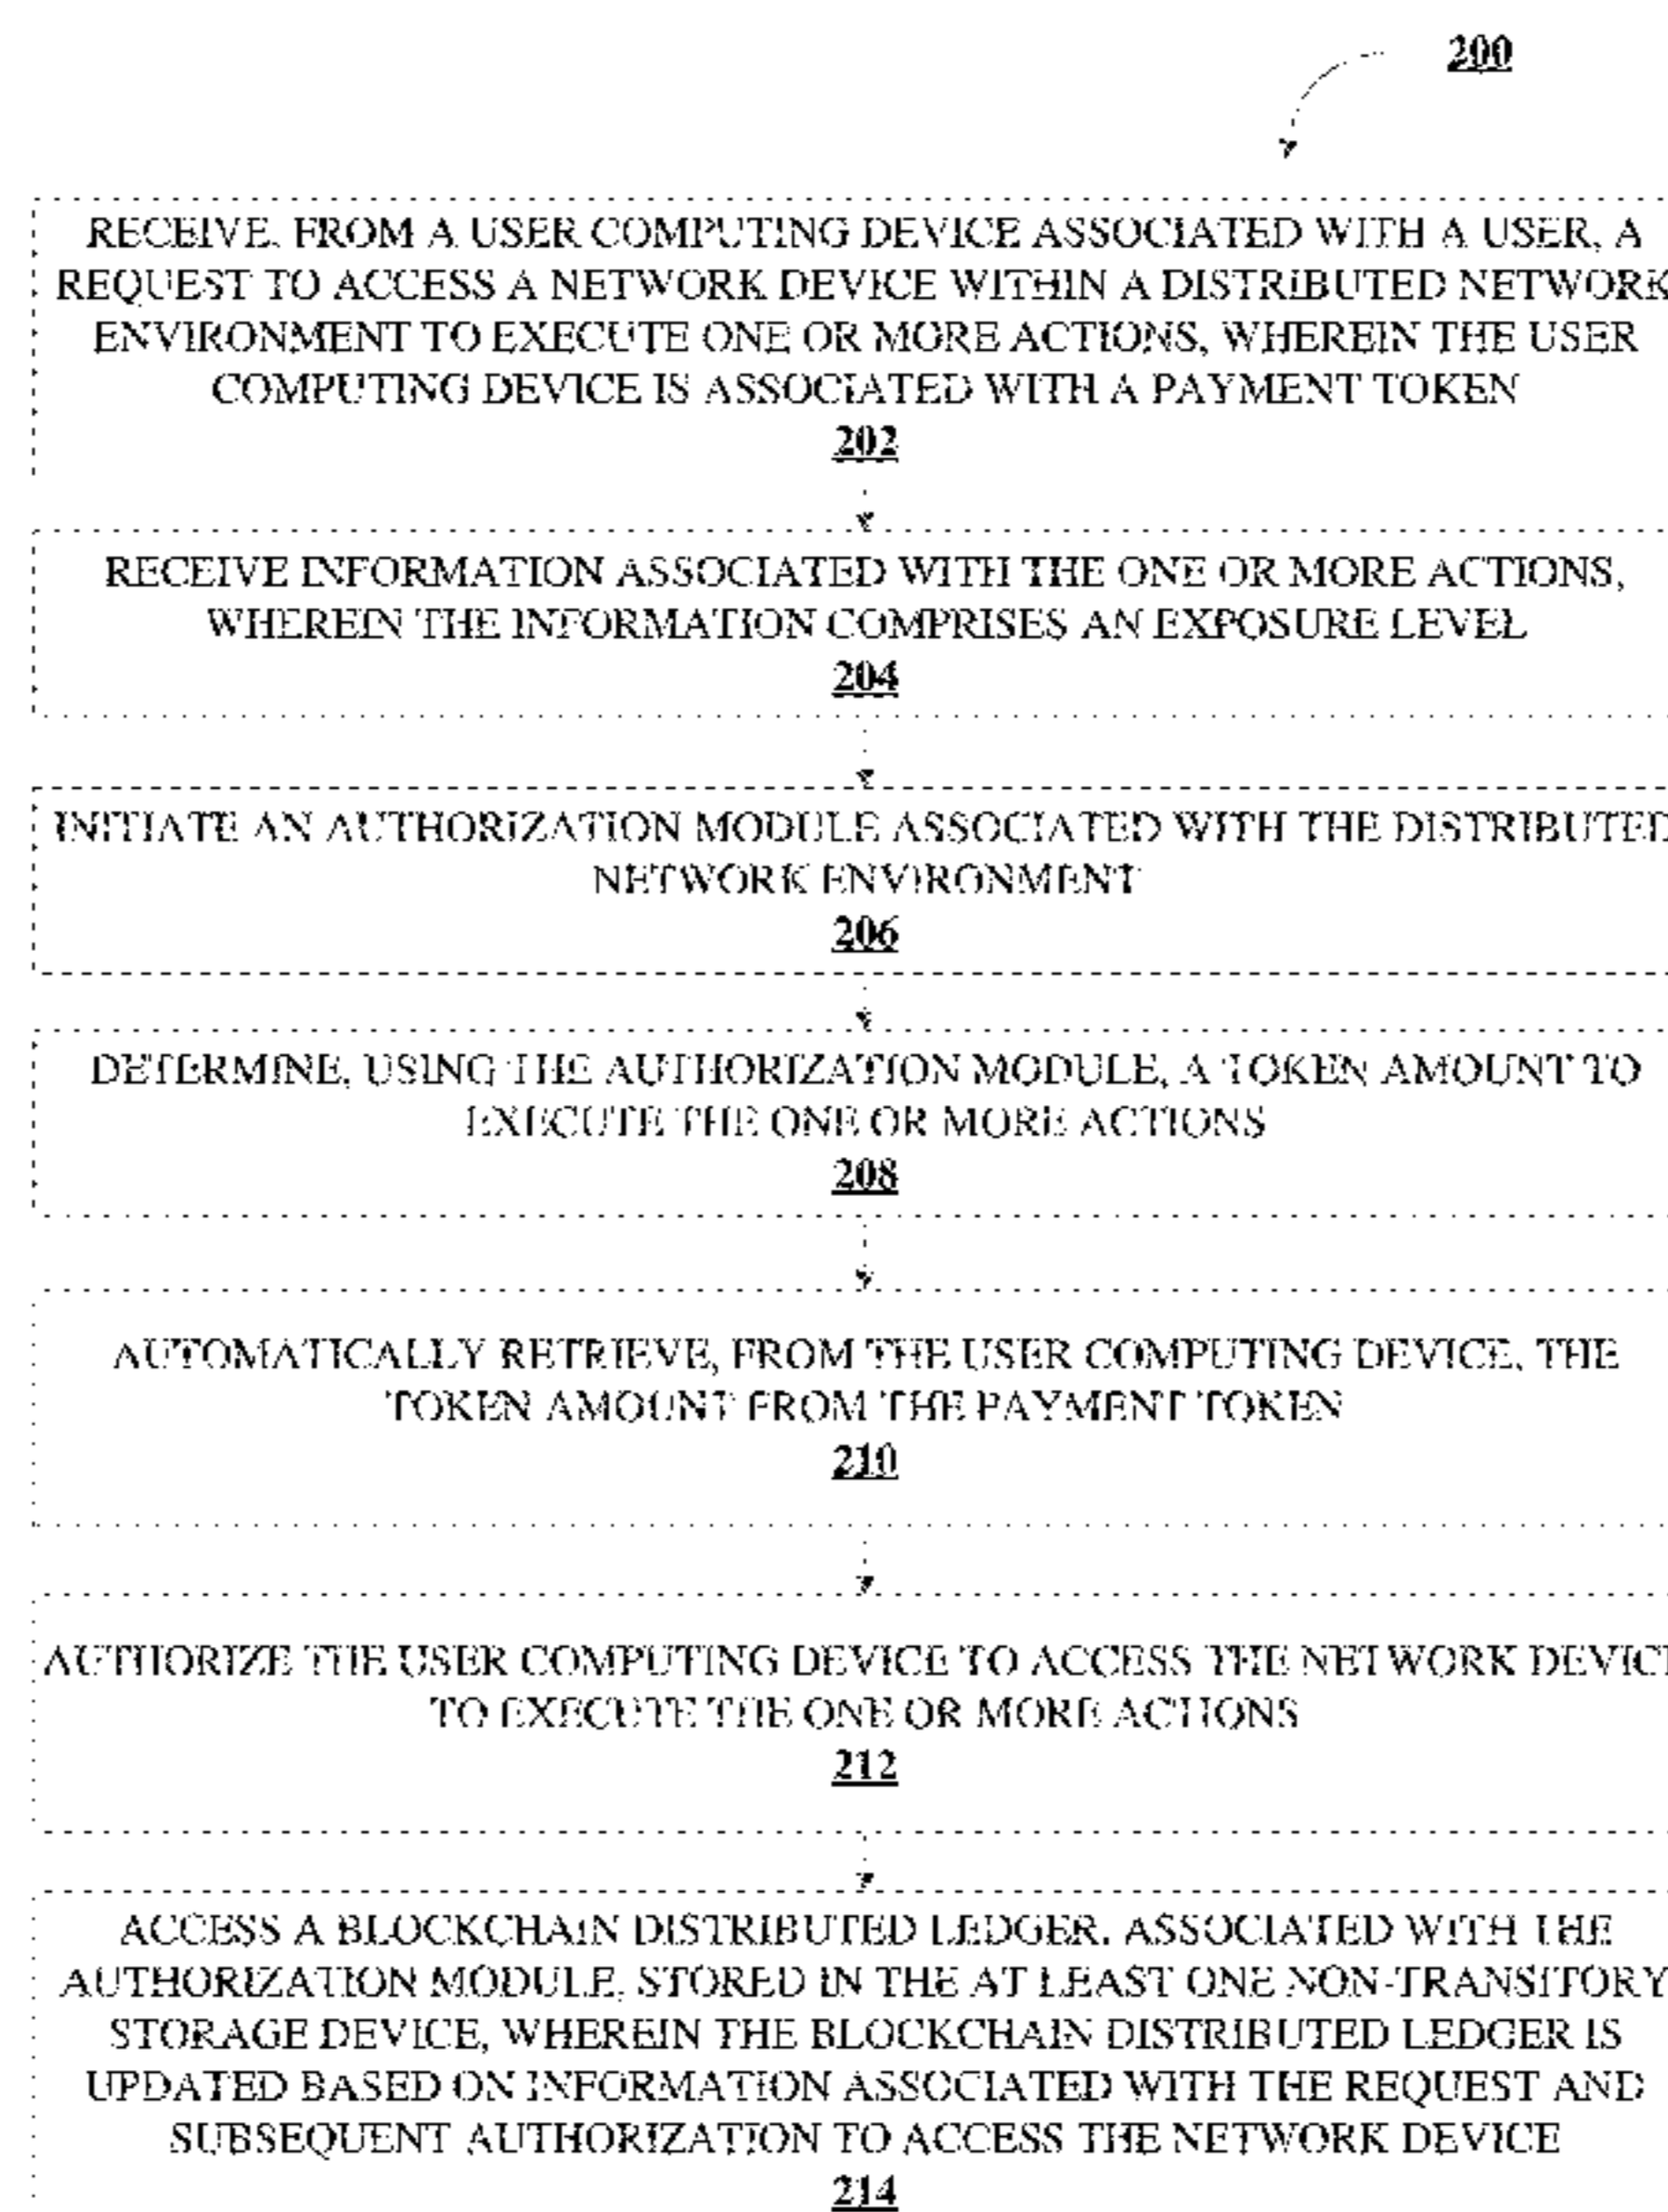 200
RECEIVE, FROM A USER COMPUTING DEVICE ASSOCIATED WITH A USER, A
REQUEST TO ACCESS A NETWORK DEVICE WITHIN A DISTRIBUTED NETWORK
ENVIRONMENT TO EXECUTE ONE OR MORE ACTIONS, WHEREIN THE USER
COMPUTING DEVICE IS ASSOCIATED WITH A PAYMENT TOKEN
202
RECEIVE INFORMATION ASSOCIATED WITH THE ONE OR MORE ACTIONS,
WHEREIN THE INFORMATION COMPRISES AN EXPOSURE LEVEL
204
INITIATE AN AUTHORIZATION MODULE ASSOCIATED WITH THE DISTRIBUTED
NETWORK ENVIRONMENT
206
DETERMINE, USING THE AUTHORIZATION MODULE, A TOKEN AMOUNT TO
EXECUTE THE ONE OR MORE ACTIONS
208
AUTOMATICALLY RETRIEVE, FROM THE USER COMPUTING DEVICE, THE
TOKEN AMOUNT FROM THE PAYMENT TOKEN
210
AUTHORIZE THE USER COMPUTING DEVICE TO ACCESS THE NETWORK DEVICE
TO EXECUTE THE ONE OR MORE ACTIONS
212
ACCESS A BLOCKCHAIN DISTRIBUTED LEDGER, ASSOCIATED WITH THE
AUTHORIZATION MODULE, STORED IN THE AT LEAST ONE NON-TRANSITORY
STORAGE DEVICE, WHEREIN THE BLOCKCHAIN DISTRIBUTED LEDGER IS
UPDATED BASED ON INFORMATION ASSOCIATED WITH THE REQUEST AND
SUBSEQUENT AUTHORIZATION TO ACCESS THE NETWORK DEVICE
214